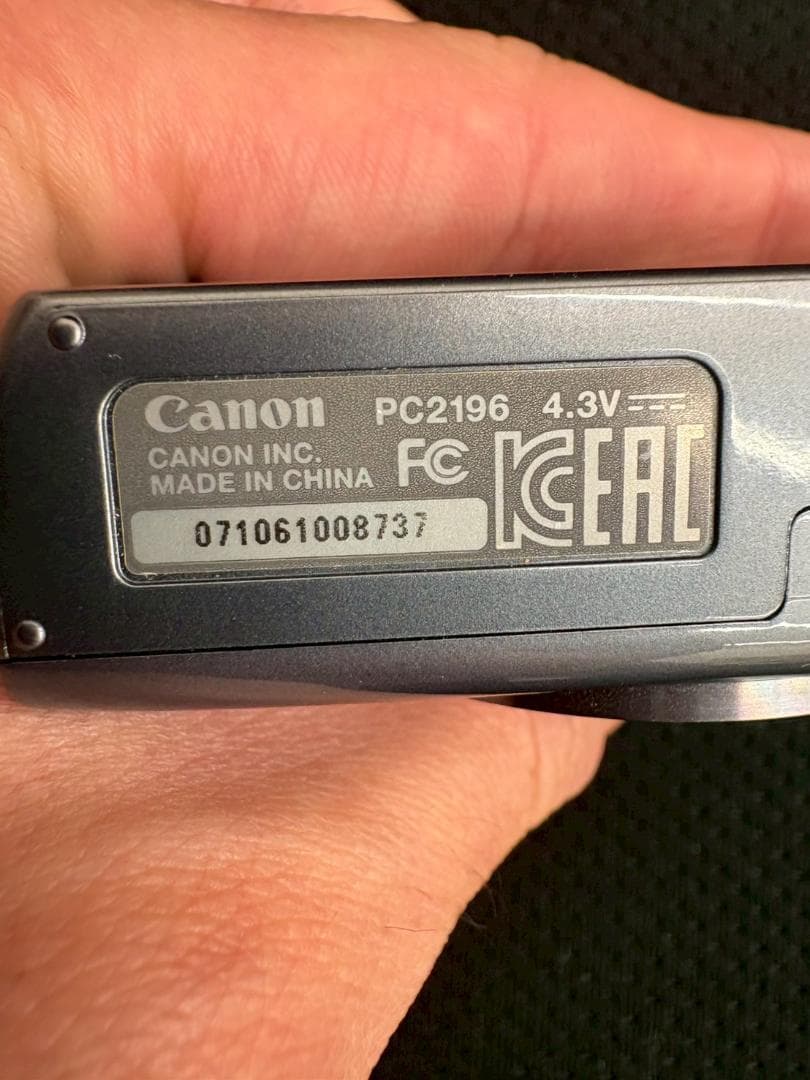 Canon PC2196 4.3V
CANON INC.
MADE IN CHINA FC KC EAC
071061008737